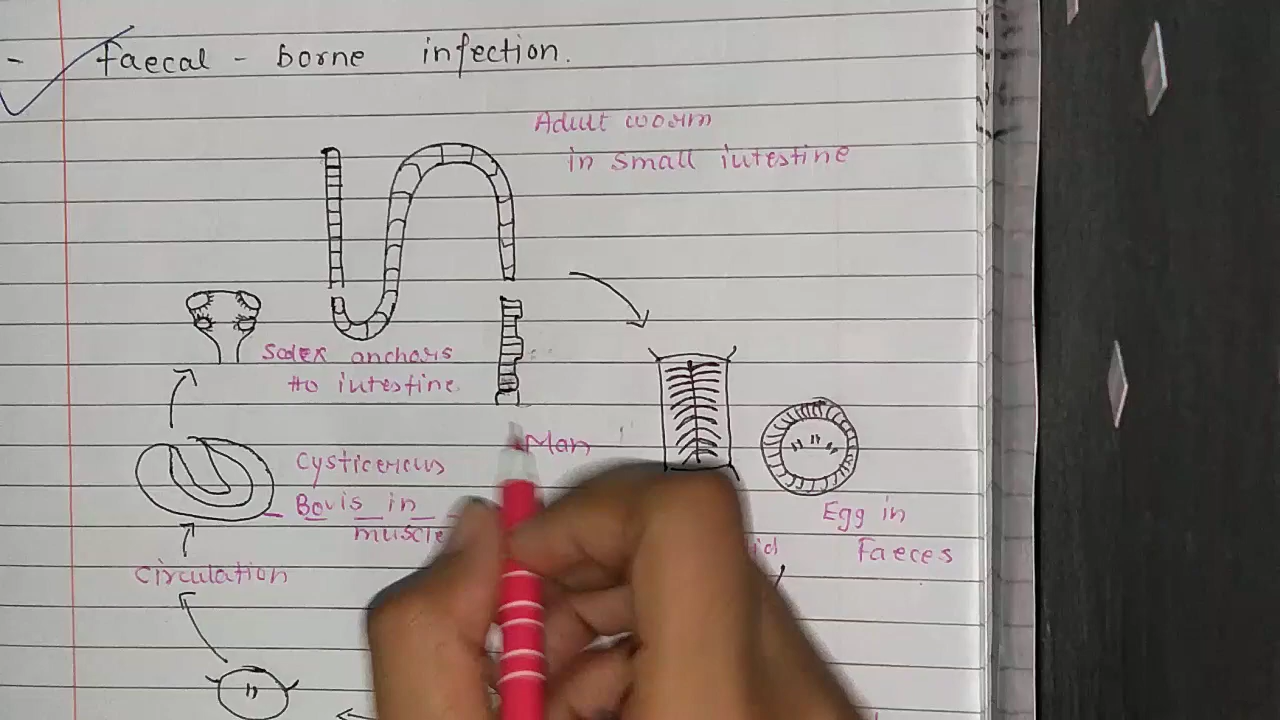 - Faecal - borne infection.
Adult worm
in small intestine
Scolex anchors
to intestine
Man
Cysticercus
Bovis in
muscle
Egg in
Faeces
Circulation